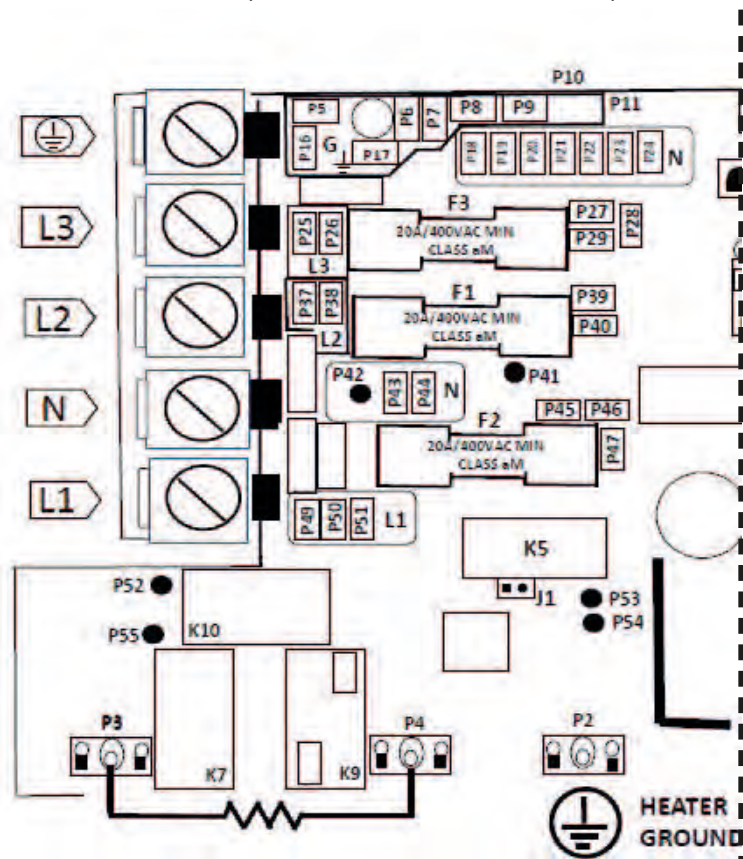 P10
P5
P6
P7
P8
P9
P11
P16
G
P17
P18
P19
P20
P21
P22
P23
P24
N
L3
P25
P26
F3
20A/400VAC MIN
CLASS aM
P27
P28
P29
L3
L2
P37
P38
F1
20A/400VAC MIN
CLASS aM
P39
P40
L2
P42
P43
P44
N
P41
N
F2
20A/400VAC MIN
CLASS aM
P45
P46
P47
L1
P49
P50
P51
L1
K5
J1
P52
P53
P54
P55
K10
P3
K7
K9
P4
P2
HEATER
GROUND